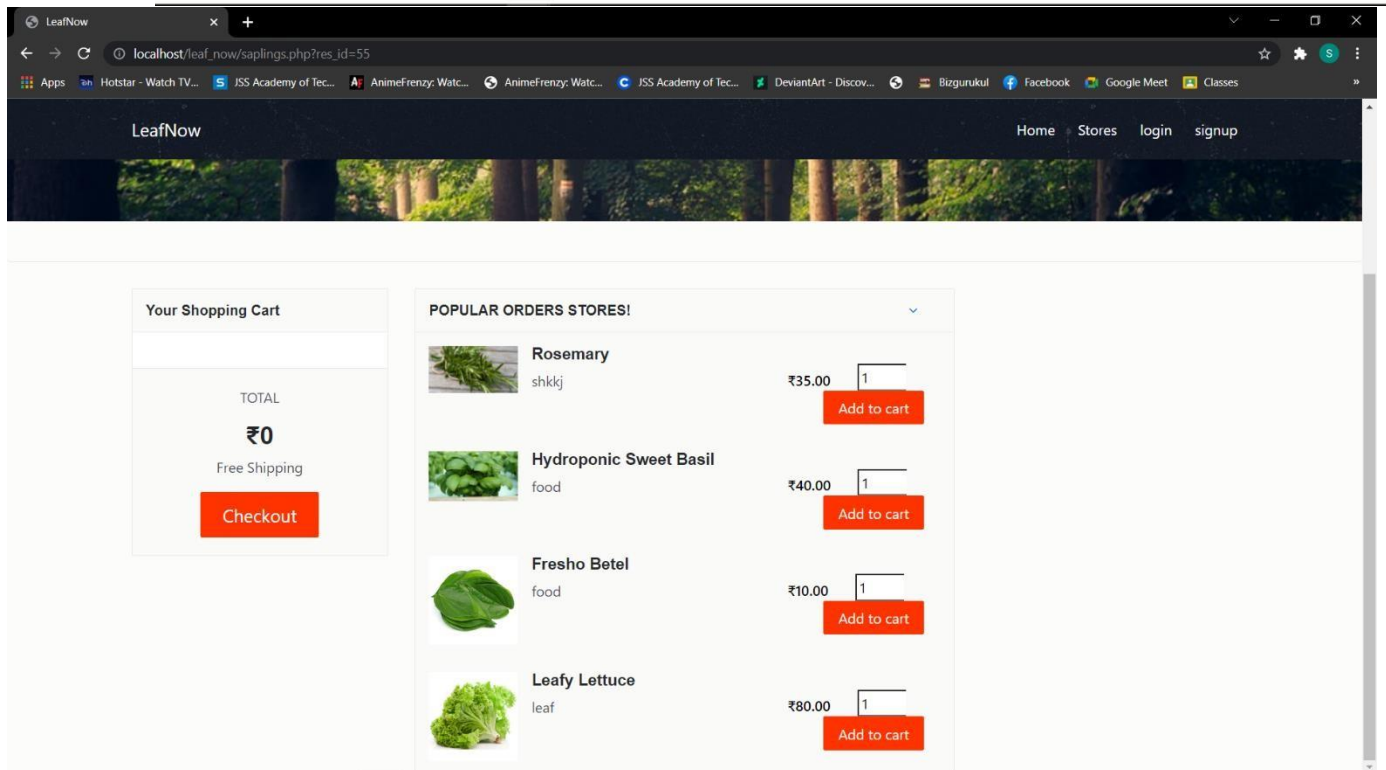 LeafNow
localhost/leaf_now/saplings.php?res_id=55
S
Apps Hotstar - Watch TV... JSS Academy of Tec... AnimeFrenzy: Watc... AnimeFrenzy: Watc... JSS Academy of Tec... DeviantArt - Discov... Bizgurukul Facebook Google Meet Classes »
LeafNow Home Stores login signup
Your Shopping Cart
TOTAL
₹0
Free Shipping
Checkout
POPULAR ORDERS STORES!
Rosemary
shkkj ₹35.00 1
Add to cart
Hydroponic Sweet Basil
food ₹40.00 1
Add to cart
Fresho Betel
food ₹10.00 1
Add to cart
Leafy Lettuce
leaf ₹80.00 1
Add to cart